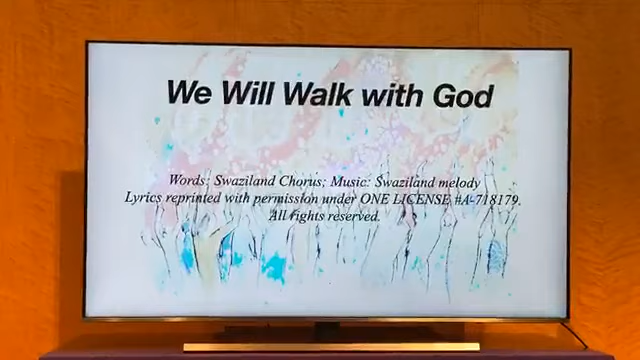 We Will Walk with God
Words: Swaziland Chorus; Music: Swaziland melody
Lyrics reprinted with permission under ONE LICENSE #A-718179.
All rights reserved.